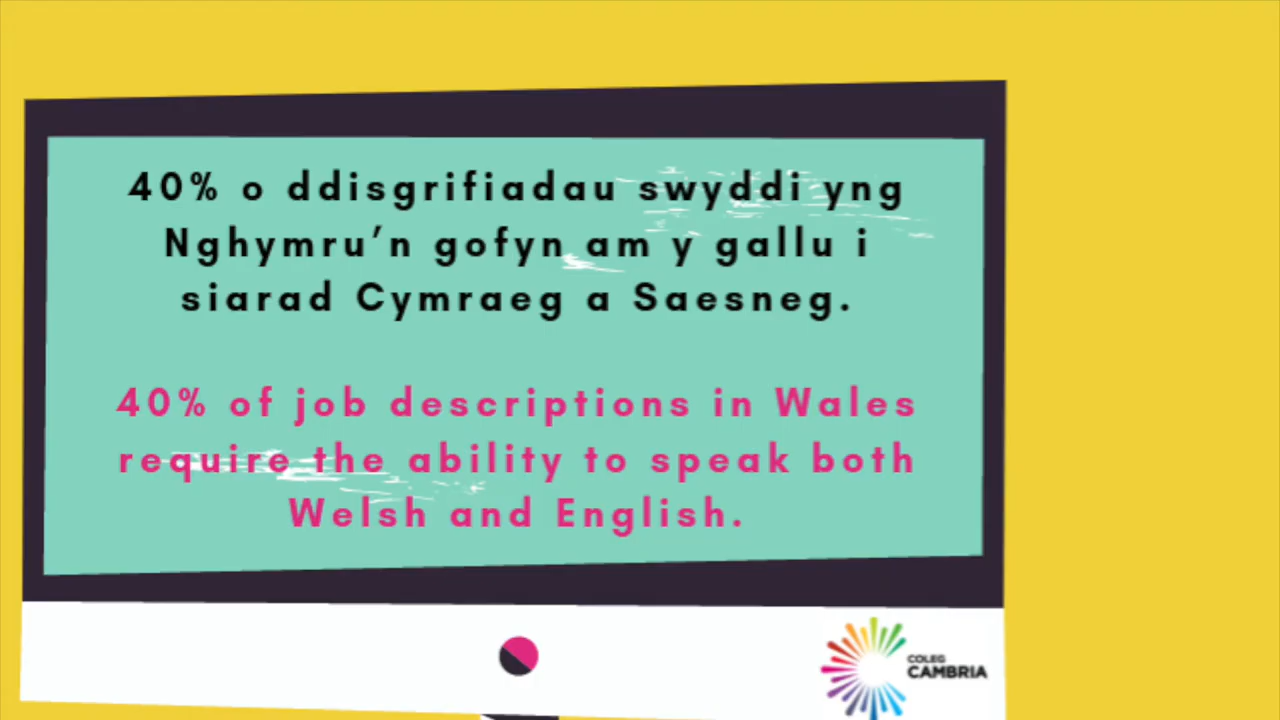 40% o ddisgrifiadau swyddi yng
Nghymru’n gofyn am y gallu i
siarad Cymraeg a Saesneg.
40% of job descriptions in Wales
require the ability to speak both
Welsh and English.
COLEG
CAMBRIA